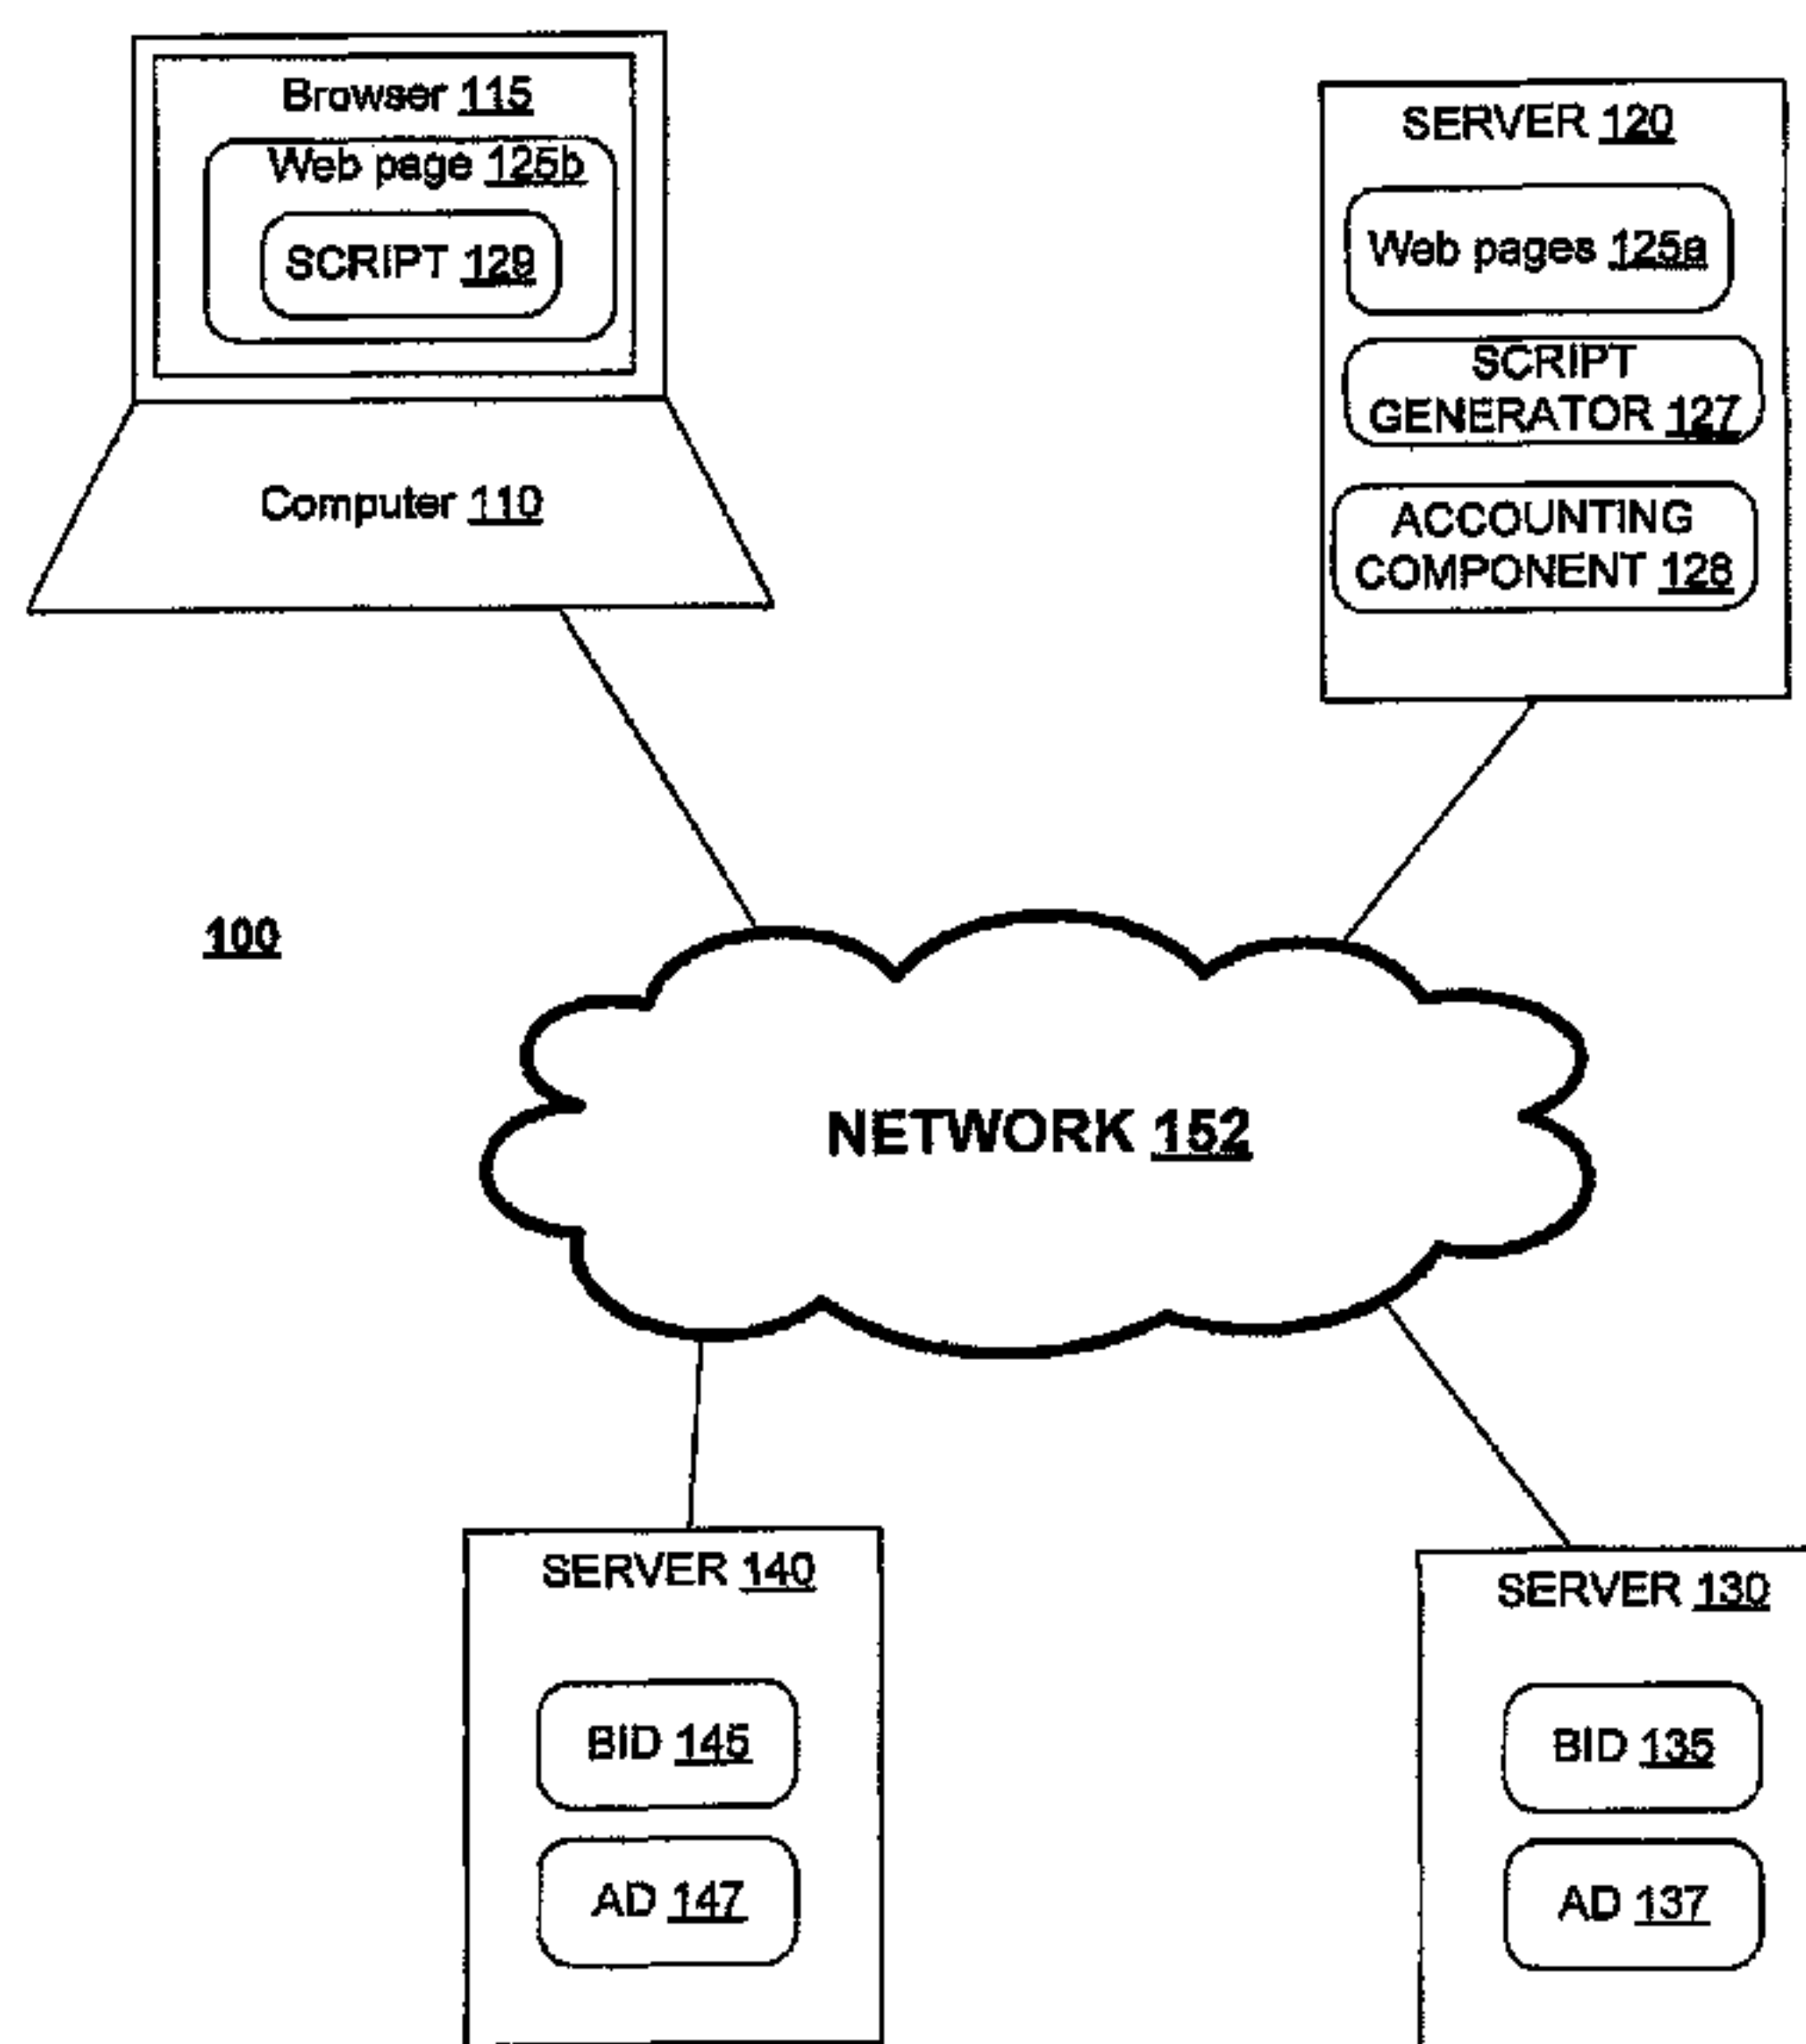 Browser 115
Web page 125b
SCRIPT 129
Computer 110
SERVER 120
Web pages 125a
SCRIPT
GENERATOR 127
ACCOUNTING
COMPONENT 128
100
NETWORK 152
SERVER 140
BID 145
AD 147
SERVER 130
BID 135
AD 137